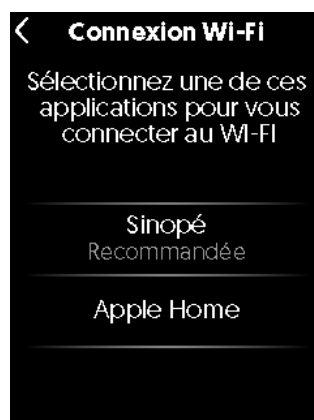 Connexion Wi-Fi
Sélectionnez une de ces
applications pour vous
connecter au WI-FI
Sinopé
Recommandée
Apple Home